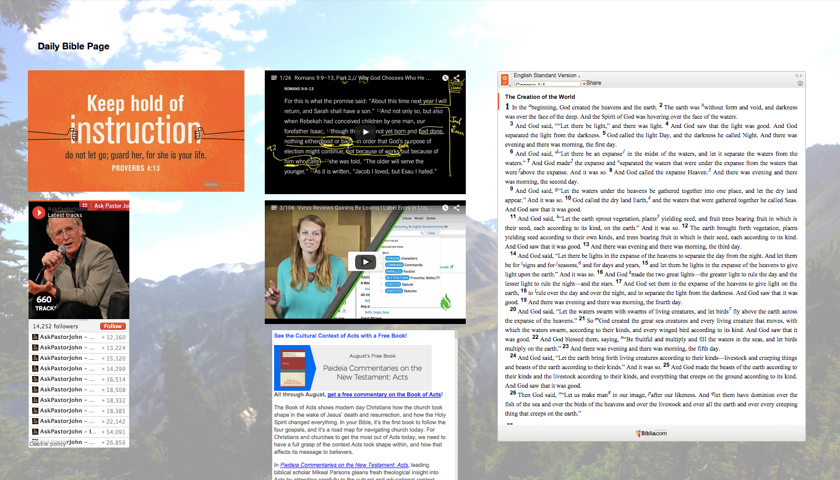 Daily Bible Page
Keep hold of
instruction
do not let go; guard her, for she is your life.
PROVERBS 4:13
AskPastorJohn
Latest tracks
Ask Pastor Jo
660
TRACKS
14,252 followers
Follow
AskPastorJohn - • 12,160
AskPastorJohn - • 13,224
AskPastorJohn - • 15,120
AskPastorJohn - • 14,299
AskPastorJohn - • 16,514
AskPastorJohn - • 18,508
AskPastorJohn - • 18,332
AskPastorJohn - • 18,385
AskPastorJohn - • 22,142
AskPastorJohn - I... • 54,091
AskPastorJohn - • 26,856
Cookie policy
1/26 Romans 9:9–13, Part 2 // Why God Chooses Who He ...
ROMANS 9:9-13
For this is what the promise said: “About this time next year I will
return, and Sarah shall have a son.” And not only so, but also
when Rebekah had conceived children by one man, our
forefather Isaac, though they were not yet born and had done
nothing either good or bad—in order that God's purpose of
election might continue, not because of works but because of
him who calls— she was told, “The older will serve the
younger.” As it is written, “Jacob I loved, but Esau I hated.”
3/106 Verse Reviews Gaining By Losing | Label Lines in L
See the Cultural Context of Acts with a Free Book!
August's Free Book
Paideia Commentaries on
the New Testament: Acts
All through August, get a free commentary on the Book of Acts!
The Book of Acts shows modern day Christians how the church took
shape in the wake of Jesus' death and resurrection, and how the Holy
Spirit changed everything. In your Bible, it's the first book to follow the
four gospels, and it's a road map for navigating church today. For
Christians and churches to get the most out of Acts today, we need to
have a full grasp of the context Acts took shape within, and how that
context affects its message to believers.
In Paideia Commentaries on the New Testament: Acts, leading
biblical scholar Mikeal Parsons gleans fresh theological insight into
English Standard Version
Genesis 1:1
Share
The Creation of the World
1 In the beginning, God created the heavens and the earth. 2 The earth was without form and void, and darkness
was over the face of the deep. And the Spirit of God was hovering over the face of the waters.
3 And God said, “Let there be light,” and there was light. 4 And God saw that the light was good. And God
separated the light from the darkness. 5 God called the light Day, and the darkness he called Night. And there was
evening and there was morning, the first day.
6 And God said, “Let there be an expanse in the midst of the waters, and let it separate the waters from the
waters.” 7 And God made the expanse and separated the waters that were under the expanse from the waters that
were above the expanse. And it was so. 8 And God called the expanse Heaven. And there was evening and there
was morning, the second day.
9 And God said, “Let the waters under the heavens be gathered together into one place, and let the dry land
appear.” And it was so. 10 God called the dry land Earth, and the waters that were gathered together he called Seas.
And God saw that it was good.
11 And God said, “Let the earth sprout vegetation, plants yielding seed, and fruit trees bearing fruit in which is
their seed, each according to its kind, on the earth.” And it was so. 12 The earth brought forth vegetation, plants
yielding seed according to their own kinds, and trees bearing fruit in which is their seed, each according to its kind.
And God saw that it was good. 13 And there was evening and there was morning, the third day.
14 And God said, “Let there be lights in the expanse of the heavens to separate the day from the night. And let them
be for signs and for seasons, and for days and years, 15 and let them be lights in the expanse of the heavens to give
light upon the earth.” And it was so. 16 And God made the two great lights—the greater light to rule the day and the
lesser light to rule the night—and the stars. 17 And God set them in the expanse of the heavens to give light on the
earth, 18 to rule over the day and over the night, and to separate the light from the darkness. And God saw that it was
good. 19 And there was evening and there was morning, the fourth day.
20 And God said, “Let the waters swarm with swarms of living creatures, and let birds fly above the earth across
the expanse of the heavens.” 21 So God created the great sea creatures and every living creature that moves, with
which the waters swarm, according to their kinds, and every winged bird according to its kind. And God saw that it
was good. 22 And God blessed them, saying, “Be fruitful and multiply and fill the waters in the seas, and let birds
multiply on the earth.” 23 And there was evening and there was morning, the fifth day.
24 And God said, “Let the earth bring forth living creatures according to their kinds—livestock and creeping things
and beasts of the earth according to their kinds.” And it was so. 25 And God made the beasts of the earth according to
their kinds and the livestock according to their kinds, and everything that creeps on the ground according to its kind.
And God saw that it was good.
26 Then God said, “Let us make man in our image, after our likeness. And let them have dominion over the
fish of the sea and over the birds of the heavens and over the livestock and over all the earth and over every creeping
thing that creeps on the earth.”
Biblia.com